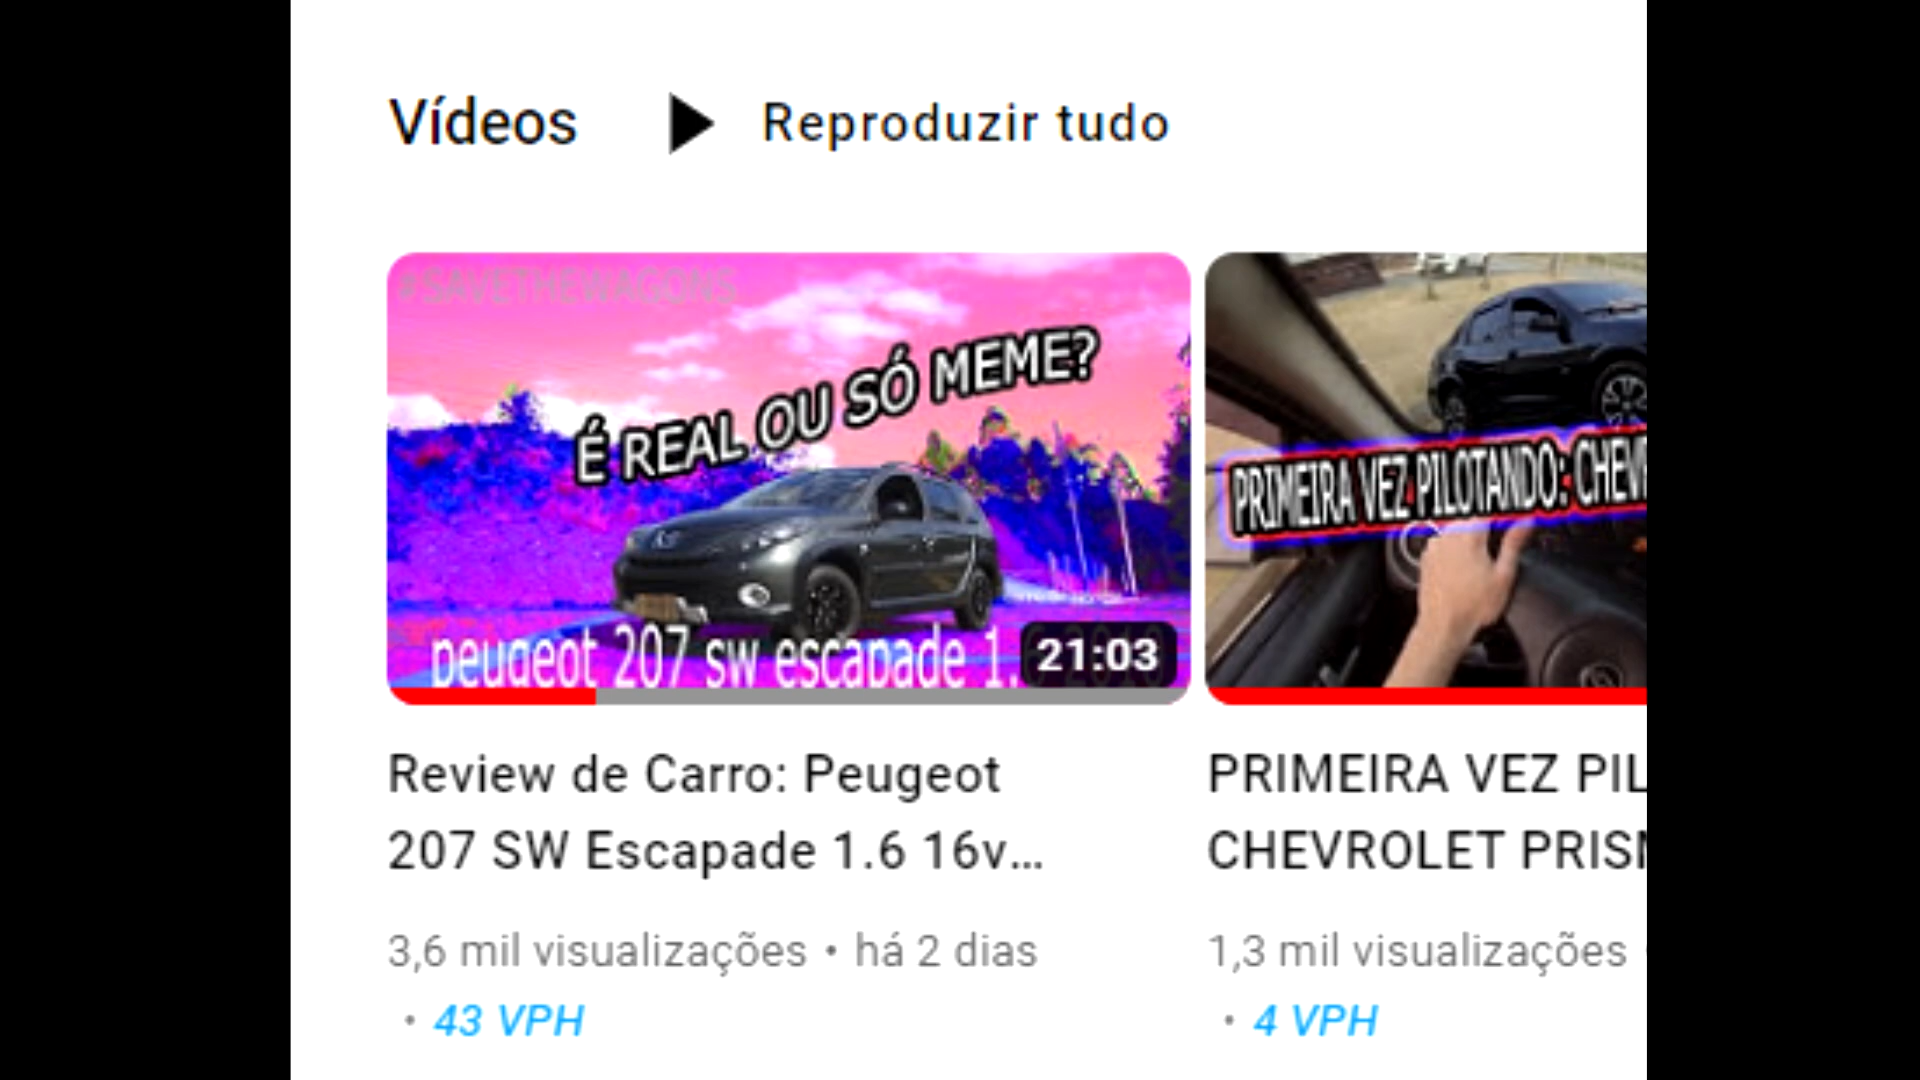 Vídeos
Reproduzir tudo
#SAVETHEWAGONS
É REAL OU SÓ MEME?
peugeot 207 sw escapade 1.
21:03
PRIMEIRA VEZ PILOTANDO: CHEV
Review de Carro: Peugeot
207 SW Escapade 1.6 16v...
3,6 mil visualizações • há 2 dias
• 43 VPH
PRIMEIRA VEZ PIL
CHEVROLET PRIS
1,3 mil visualizações
• 4 VPH